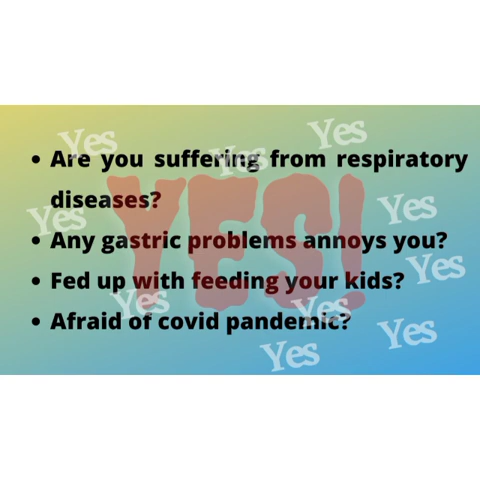 Yes
Yes
Yes
• Are you suffering from respiratory
diseases?
Yes
Yes
YES!
• Any gastric problems annoys you?
Yes
• Fed up with feeding your kids?
Yes
Yes
• Afraid of covid pandemic?
Yes
Yes